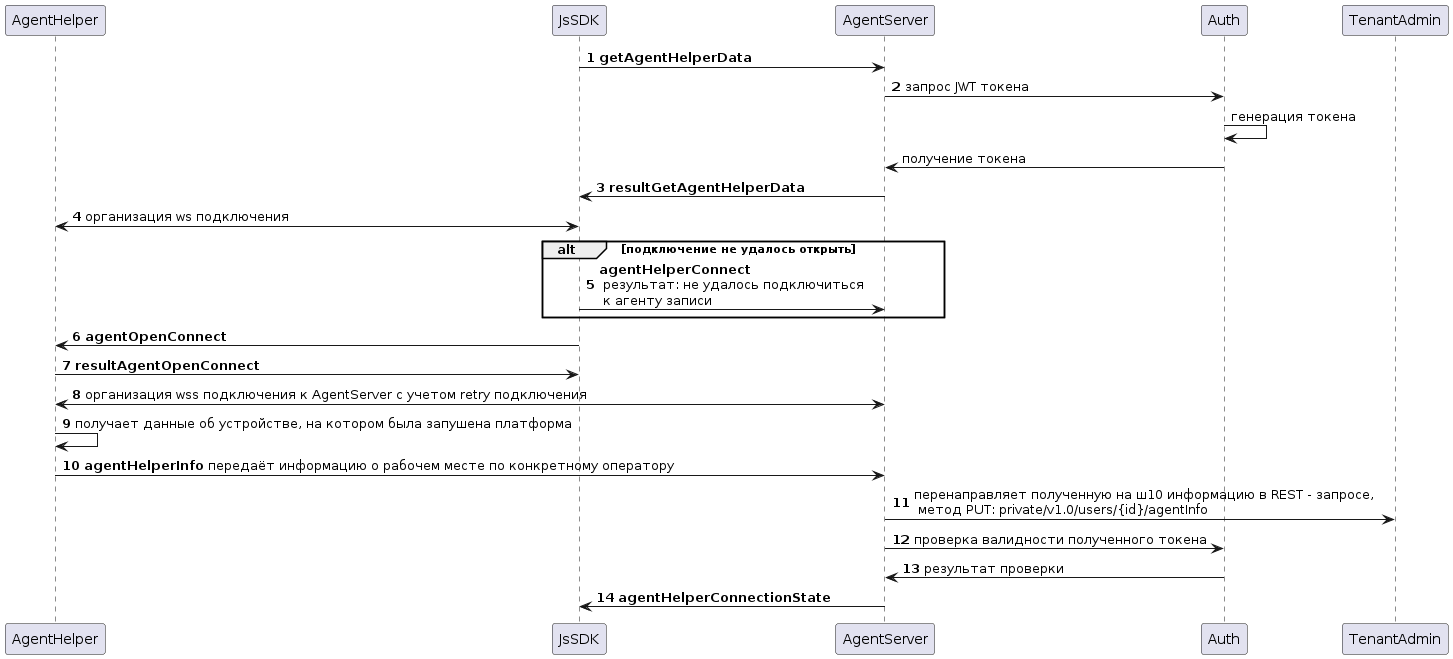 AgentHelper JsSDK AgentServer Auth TenantAdmin
1 getAgentHelperData
2 запрос JWT токена
генерация токена
получение токена
3 resultGetAgentHelperData
4 организация ws подключения
alt [подключение не удалось открыть]
agentHelperConnect
5 результат: не удалось подключиться
к агенту записи
6 agentOpenConnect
7 resultAgentOpenConnect
8 организация wss подключения к AgentServer с учетом retry подключения
9 получает данные об устройстве, на котором была запушена платформа
10 agentHelperInfo передаёт информацию о рабочем месте по конкретному оператору
11 перенаправляет полученную на ш10 информацию в REST - запросе,
метод PUT: private/v1.0/users/{id}/agentInfo
12 проверка валидности полученного токена
13 результат проверки
14 agentHelperConnectionState
AgentHelper JsSDK AgentServer Auth TenantAdmin